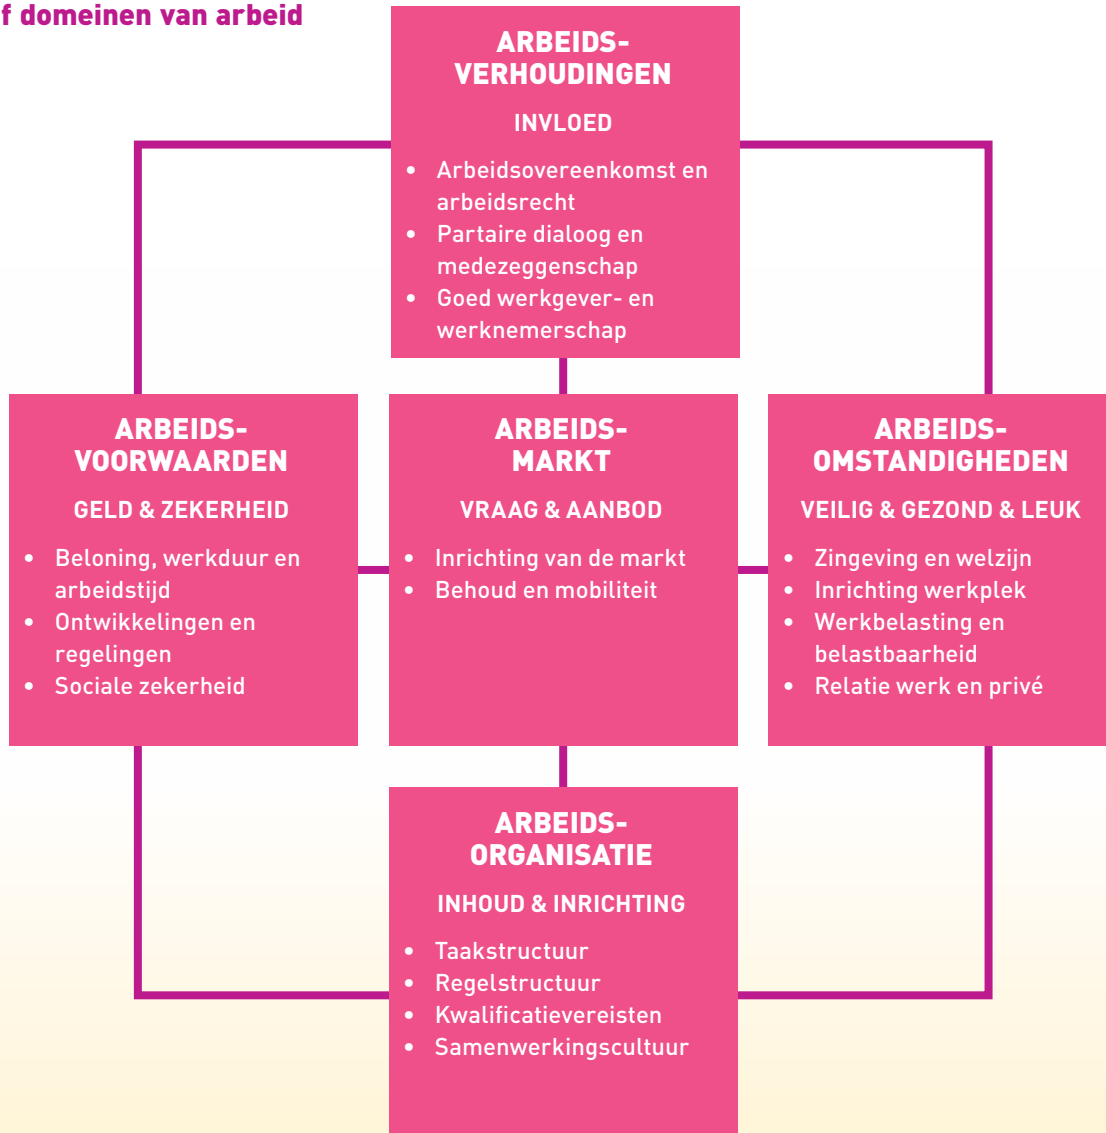 f domeinen van arbeid
ARBEIDS-
VERHOUDINGEN
INVLOED
• Arbeidsovereenkomst en
arbeidsrecht
• Partaire dialoog en
medezeggenschap
• Goed werkgever- en
werknemerschap
ARBEIDS-
VOORWAARDEN
GELD & ZEKERHEID
• Beloning, werkduur en
arbeidstijd
• Ontwikkelingen en
regelingen
• Sociale zekerheid
ARBEIDS-
MARKT
VRAAG & AANBOD
• Inrichting van de markt
• Behoud en mobiliteit
ARBEIDS-
OMSTANDIGHEDEN
VEILIG & GEZOND & LEUK
• Zingeving en welzijn
• Inrichting werkplek
• Werkbelasting en
belastbaarheid
• Relatie werk en privé
ARBEIDS-
ORGANISATIE
INHOUD & INRICHTING
• Taakstructuur
• Regelstructuur
• Kwalificatievereisten
• Samenwerkingscultuur